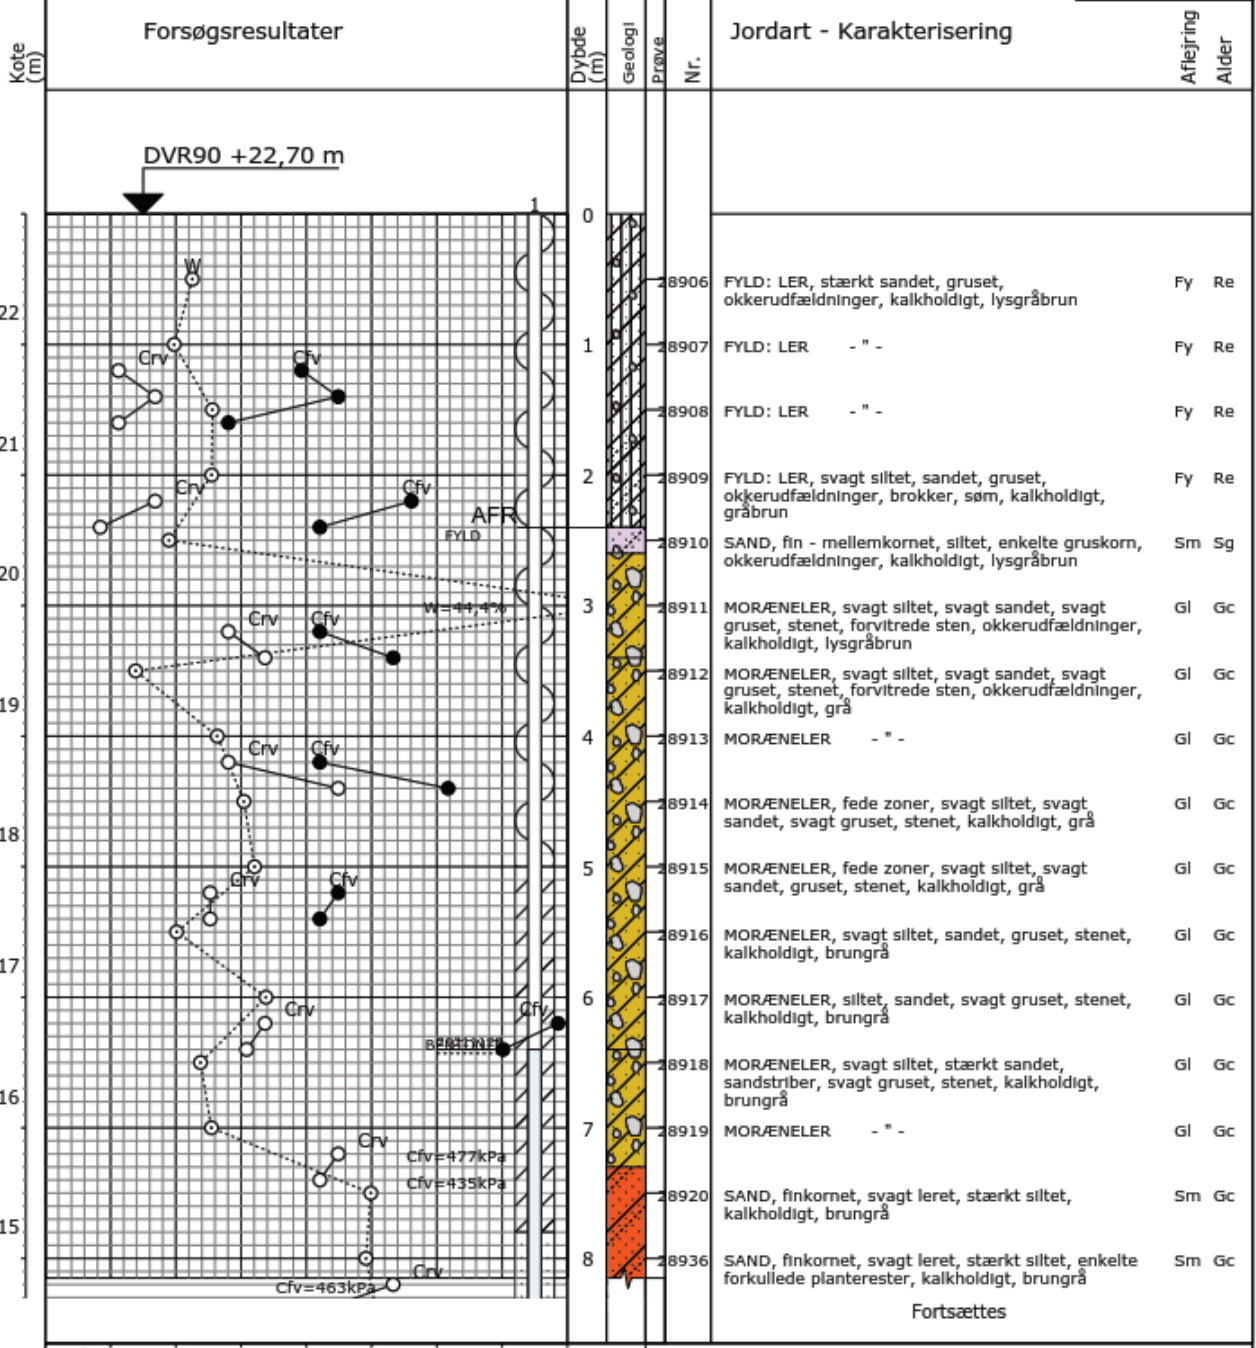 Kote
(m)
Forsøgsresultater
Dybde
(m)
Geologi
Prøve
Nr.
Jordart - Karakterisering
Aflejring
Alder
DVR90 +22,70 m
1
0
W
28906 FYLD: LER, stærkt sandet, gruset, Fy Re
okkerudfældninger, kalkholdigt, lysgråbrun
22
1
28907 FYLD: LER - " - Fy Re
Crv Cfv
28908 FYLD: LER - " - Fy Re
21
2
28909 FYLD: LER, svagt siltet, sandet, gruset, Fy Re
okkerudfældninger, brokker, søm, kalkholdigt,
gråbrun
Crv Cfv
AFR
FYLD
28910 SAND, fin - mellemkornet, siltet, enkelte gruskorn, Sm Sg
okkerudfældninger, kalkholdigt, lysgråbrun
20
W=44,4%
3
28911 MORÆNELER, svagt siltet, svagt sandet, svagt Gl Gc
gruset, stenet, forvitrede sten, okkerudfældninger,
kalkholdigt, lysgråbrun
Crv Cfv
28912 MORÆNELER, svagt siltet, svagt sandet, svagt Gl Gc
gruset, stenet, forvitrede sten, okkerudfældninger,
kalkholdigt, grå
19
4
28913 MORÆNELER - " - Gl Gc
Crv Cfv
28914 MORÆNELER, fede zoner, svagt siltet, svagt Gl Gc
sandet, svagt gruset, stenet, kalkholdigt, grå
18
5
28915 MORÆNELER, fede zoner, svagt siltet, svagt Gl Gc
sandet, gruset, stenet, kalkholdigt, grå
Crv Cfv
28916 MORÆNELER, svagt siltet, sandet, gruset, stenet, Gl Gc
kalkholdigt, brungrå
17
6
28917 MORÆNELER, siltet, sandet, svagt gruset, stenet, Gl Gc
kalkholdigt, brungrå
Crv Cfv
28918 MORÆNELER, svagt siltet, stærkt sandet, Gl Gc
sandstriber, svagt gruset, stenet, kalkholdigt,
brungrå
16
7
28919 MORÆNELER - " - Gl Gc
Crv
Cfv=477kPa
Cfv=435kPa
28920 SAND, finkornet, svagt leret, stærkt siltet, Sm Gc
kalkholdigt, brungrå
15
8
28936 SAND, finkornet, svagt leret, stærkt siltet, enkelte Sm Gc
forkullede planterester, kalkholdigt, brungrå
Crv
Cfv=463kPa
Fortsættes